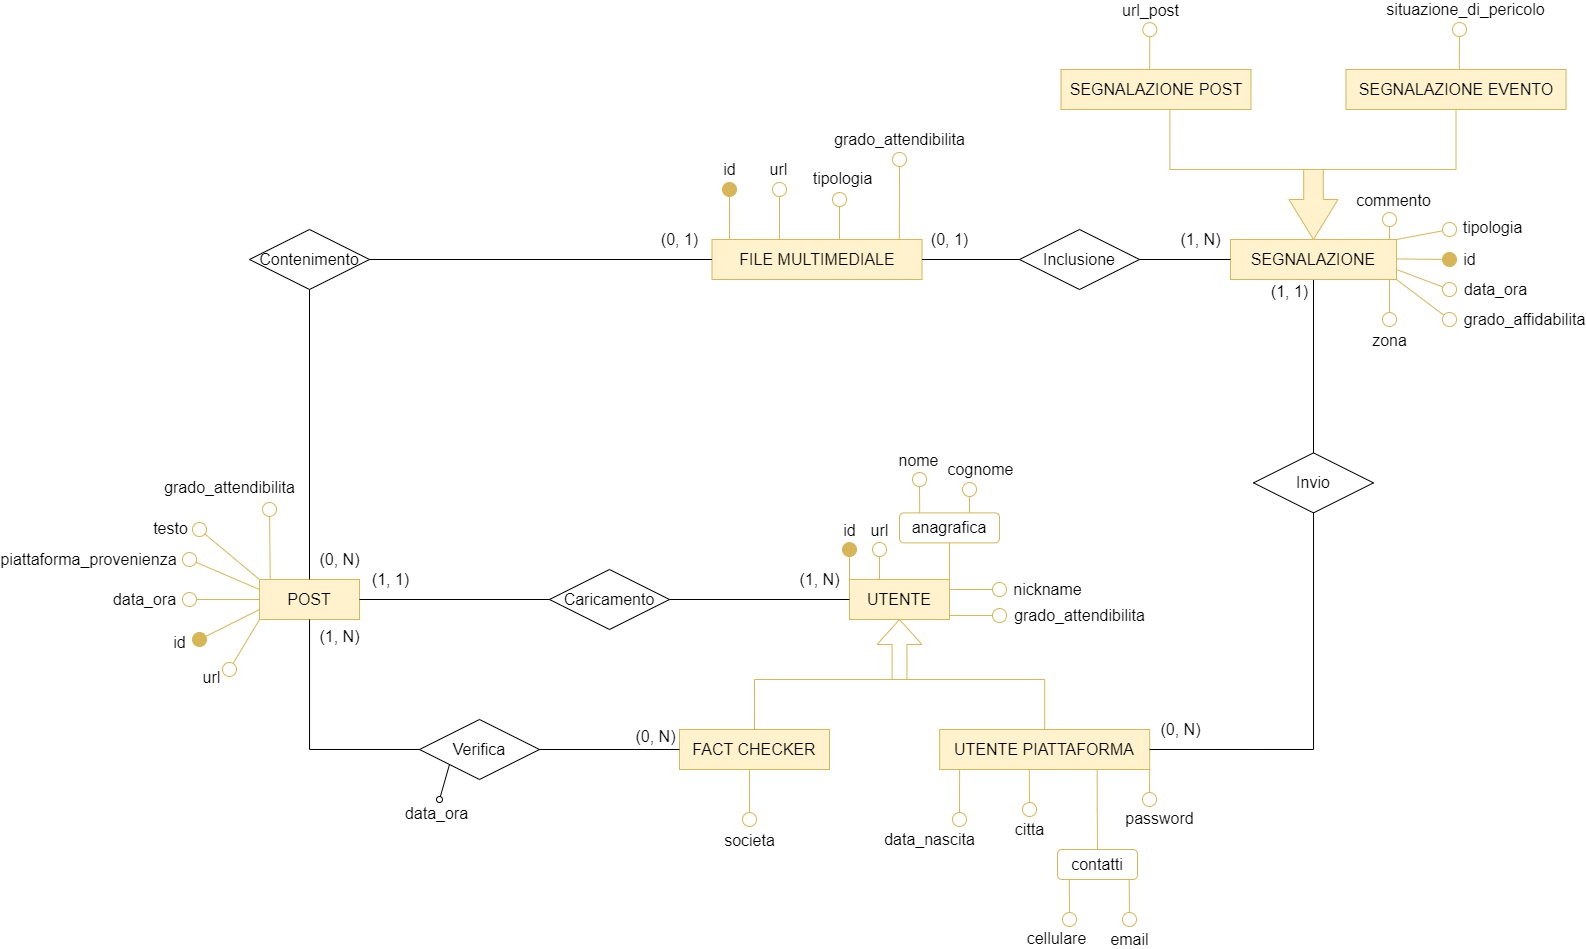 url_post
situazione_di_pericolo
SEGNALAZIONE POST
SEGNALAZIONE EVENTO
grado_attendibilita
id
url
tipologia
commento
tipologia
(0, 1)
(0, 1)
(1, N)
Contenimento
FILE MULTIMEDIALE
Inclusione
SEGNALAZIONE
id
(1, 1)
data_ora
grado_affidabilita
zona
nome
cognome
Invio
grado_attendibilita
testo
id
url
anagrafica
piattaforma_provenienza
(0, N)
(1, 1)
(1, N)
nickname
data_ora
POST
Caricamento
UTENTE
grado_attendibilita
id
(1, N)
url
(0, N)
(0, N)
Verifica
FACT CHECKER
UTENTE PIATTAFORMA
data_ora
societa
data_nascita
citta
password
contatti
cellulare
email